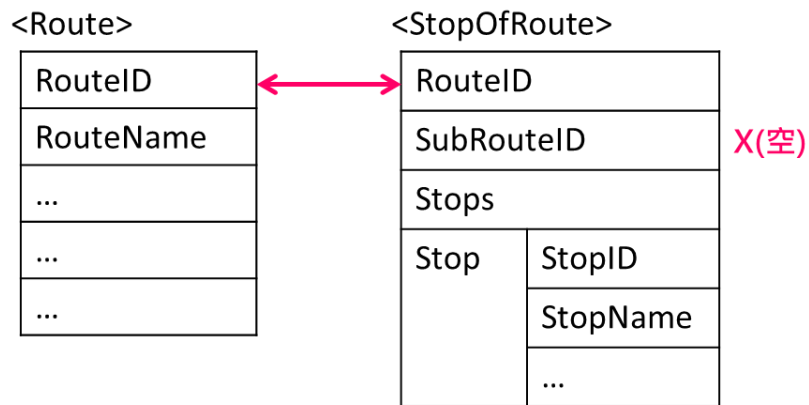 <Route>
RouteID
RouteName
...
...
...
<StopOfRoute>
RouteID
SubRouteID X(空)
Stops
Stop StopID
StopName
...